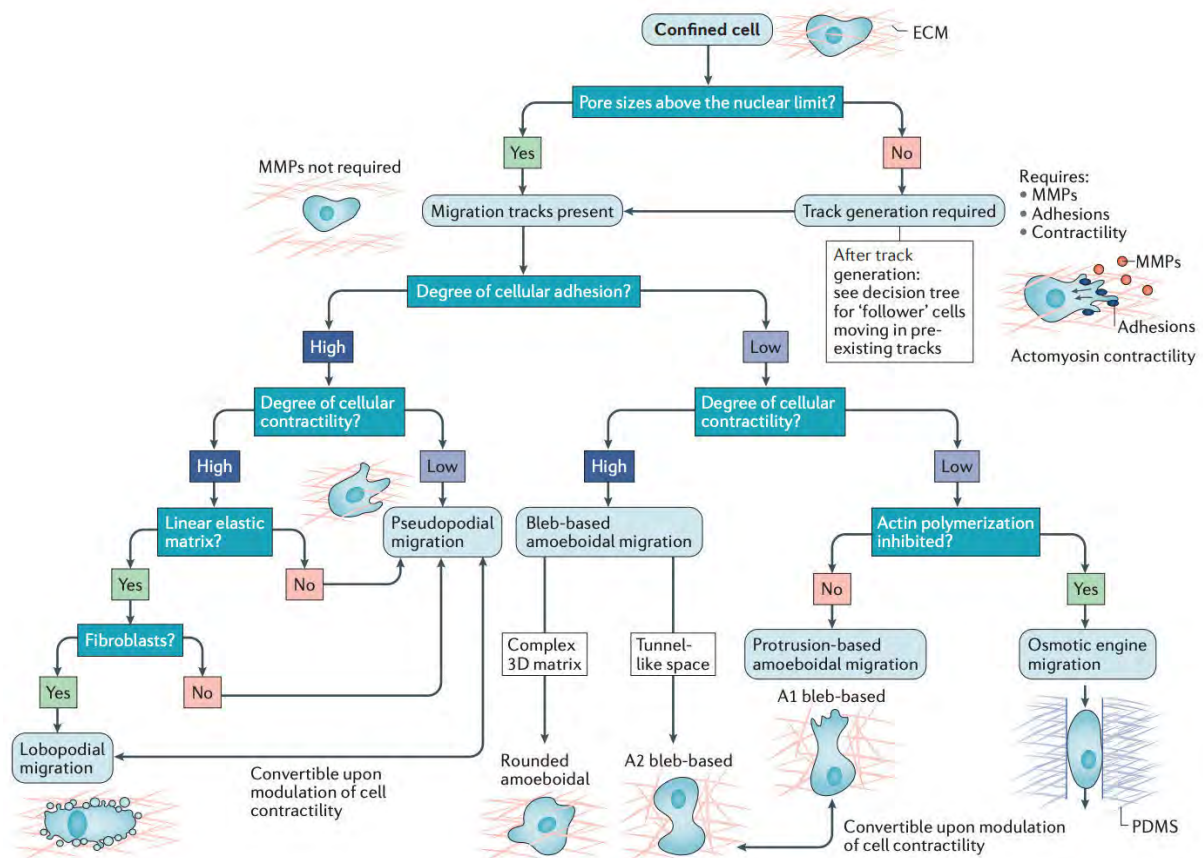 Confined cell
ECM
Pore sizes above the nuclear limit?
Yes
No
MMPs not required
Migration tracks present
Track generation required
Requires:
• MMPs
• Adhesions
• Contractility
After track
generation:
see decision tree
for ‘follower’ cells
moving in pre-
existing tracks
MMPs
Adhesions
Actomyosin contractility
Degree of cellular adhesion?
High
Low
Degree of cellular
contractility?
Degree of cellular
contractility?
High
Low
High
Low
Linear elastic
matrix?
Pseudopodial
migration
Bleb-based
amoeboidal migration
Actin polymerization
inhibited?
Yes
No
No
Yes
Fibroblasts?
Complex
3D matrix
Tunnel-
like space
Protrusion-based
amoeboidal migration
Osmotic engine
migration
Yes
No
A1 bleb-based
Lobopodial
migration
Convertible upon
modulation of cell
contractility
Rounded
amoeboidal
A2 bleb-based
Convertible upon modulation
of cell contractility
PDMS